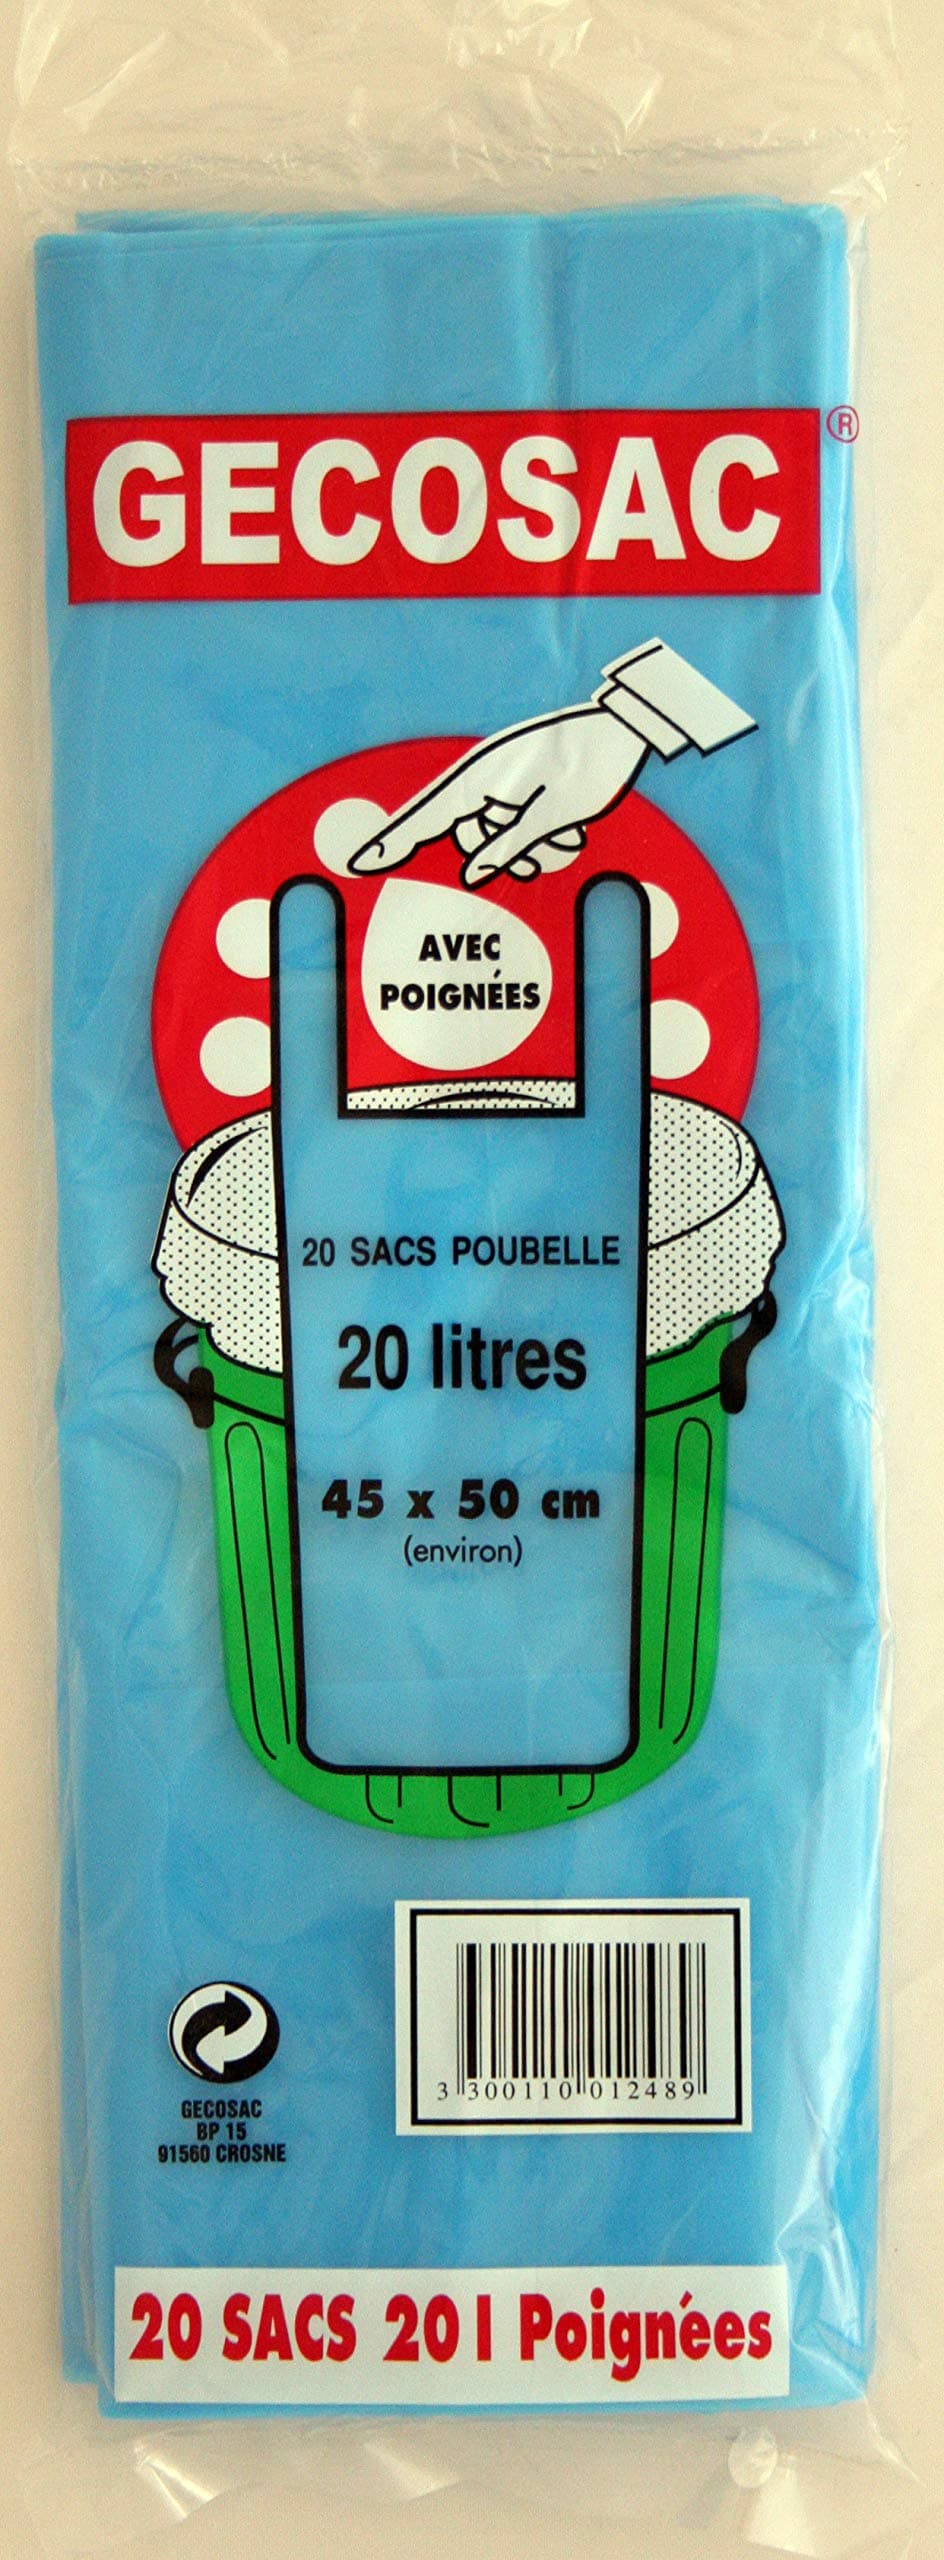 GECOSAC ®
AVEC
POIGNÉES
20 SACS POUBELLE
20 litres
45 x 50 cm
(environ)
3 300110 012489
GECOSAC
BP 15
91560 CROSNE
20 SACS 20 l Poignées